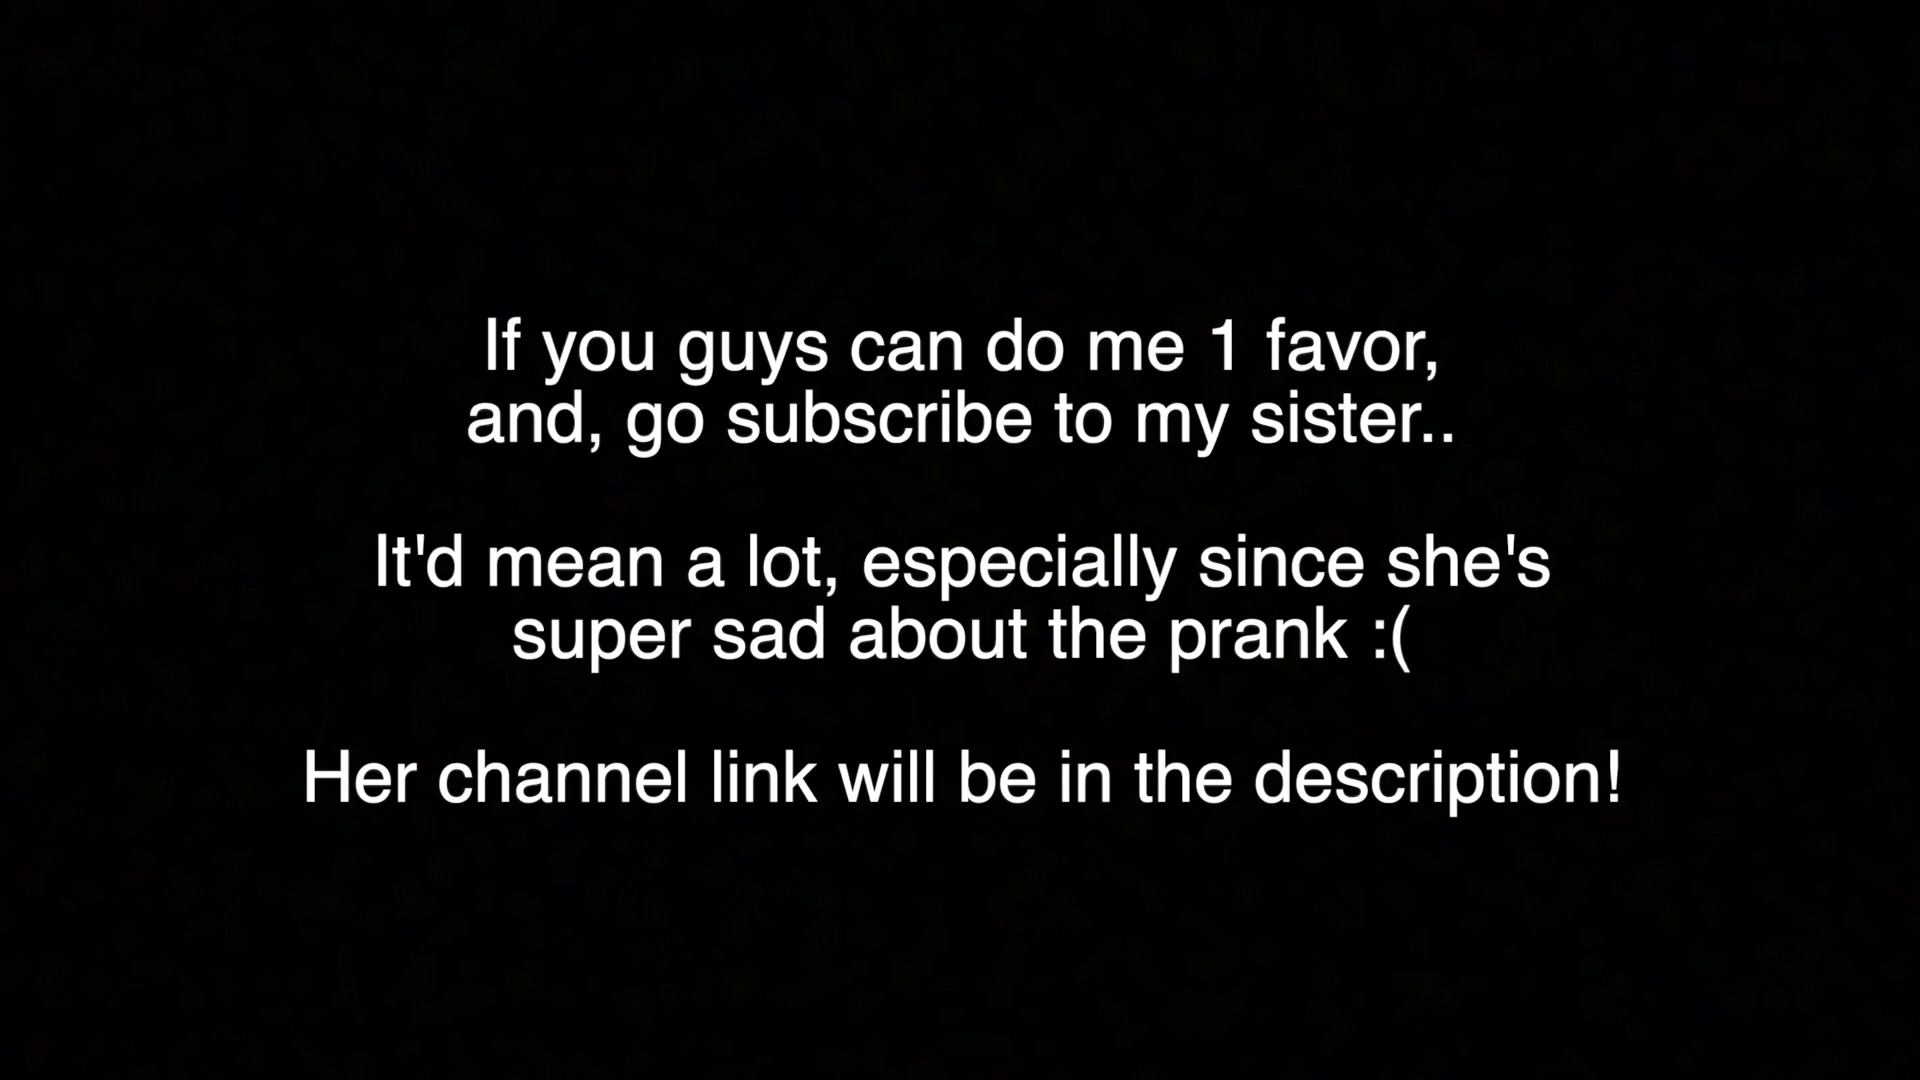 If you guys can do me 1 favor,
and, go subscribe to my sister..
It'd mean a lot, especially since she's
super sad about the prank :(
Her channel link will be in the description!